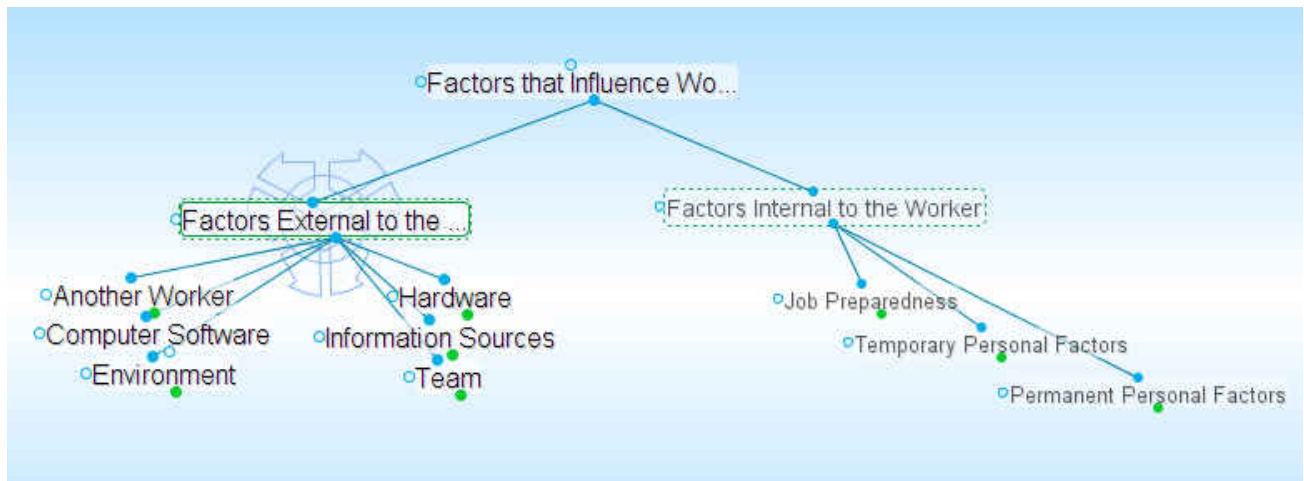 Factors that Influence Wo...
Factors External to the ...
Factors Internal to the Worker
Another Worker
Hardware
Computer Software
Information Sources
Environment
Team
Job Preparedness
Temporary Personal Factors
Permanent Personal Factors